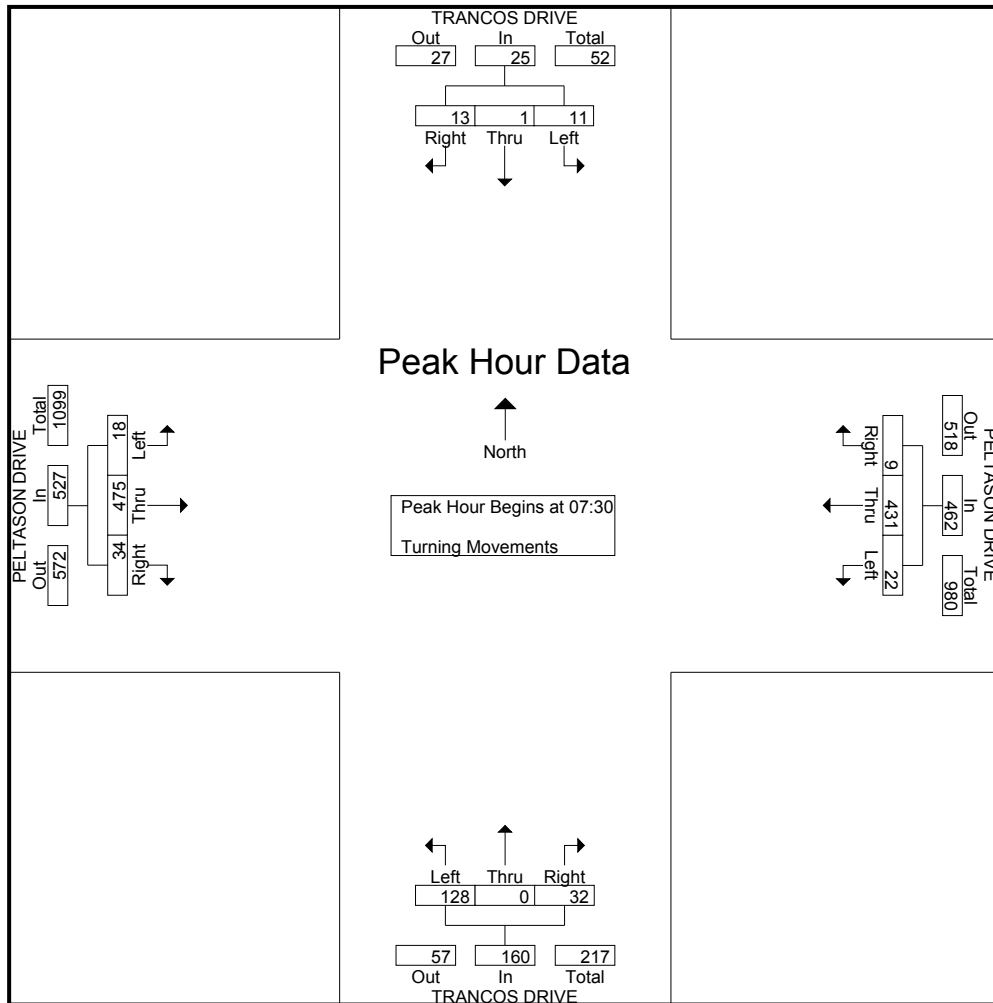 TRANCOS DRIVE
Out In Total
27 25 52
13 1 11
Right Thru Left
Peak Hour Data
North
Peak Hour Begins at 07:30
Turning Movements
PELTASON DRIVE
Out In Total
572 527 1099
34 475 18
Right Thru Left
PELTASON DRIVE
Out In Total
518 462 980
9 431 22
Right Thru Left
Left Thru Right
128 0 32
57 160 217
Out In Total
TRANCOS DRIVE